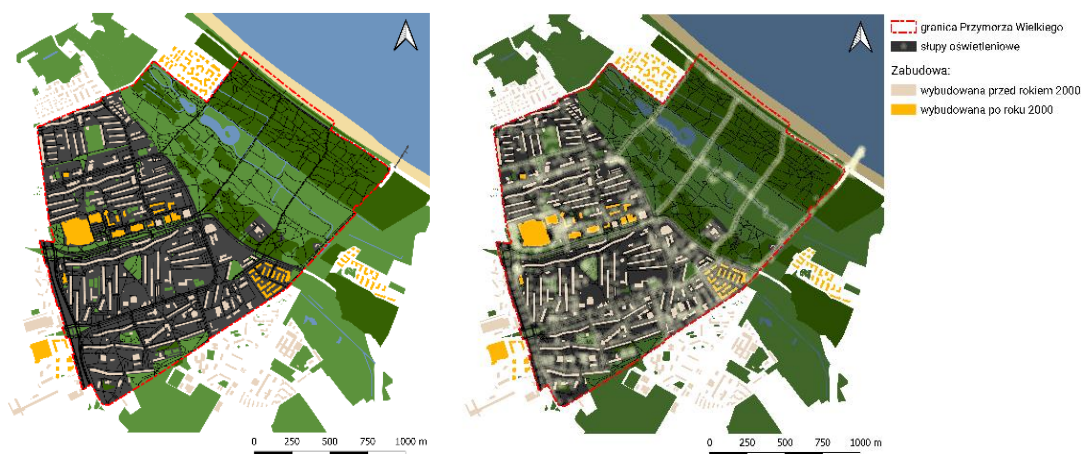 granica Przymorza Wielkiego
słupy oświetleniowe
Zabudowa:
wybudowana przed rokiem 2000
wybudowana po roku 2000
0 250 500 750 1000 m
0 250 500 750 1000 m